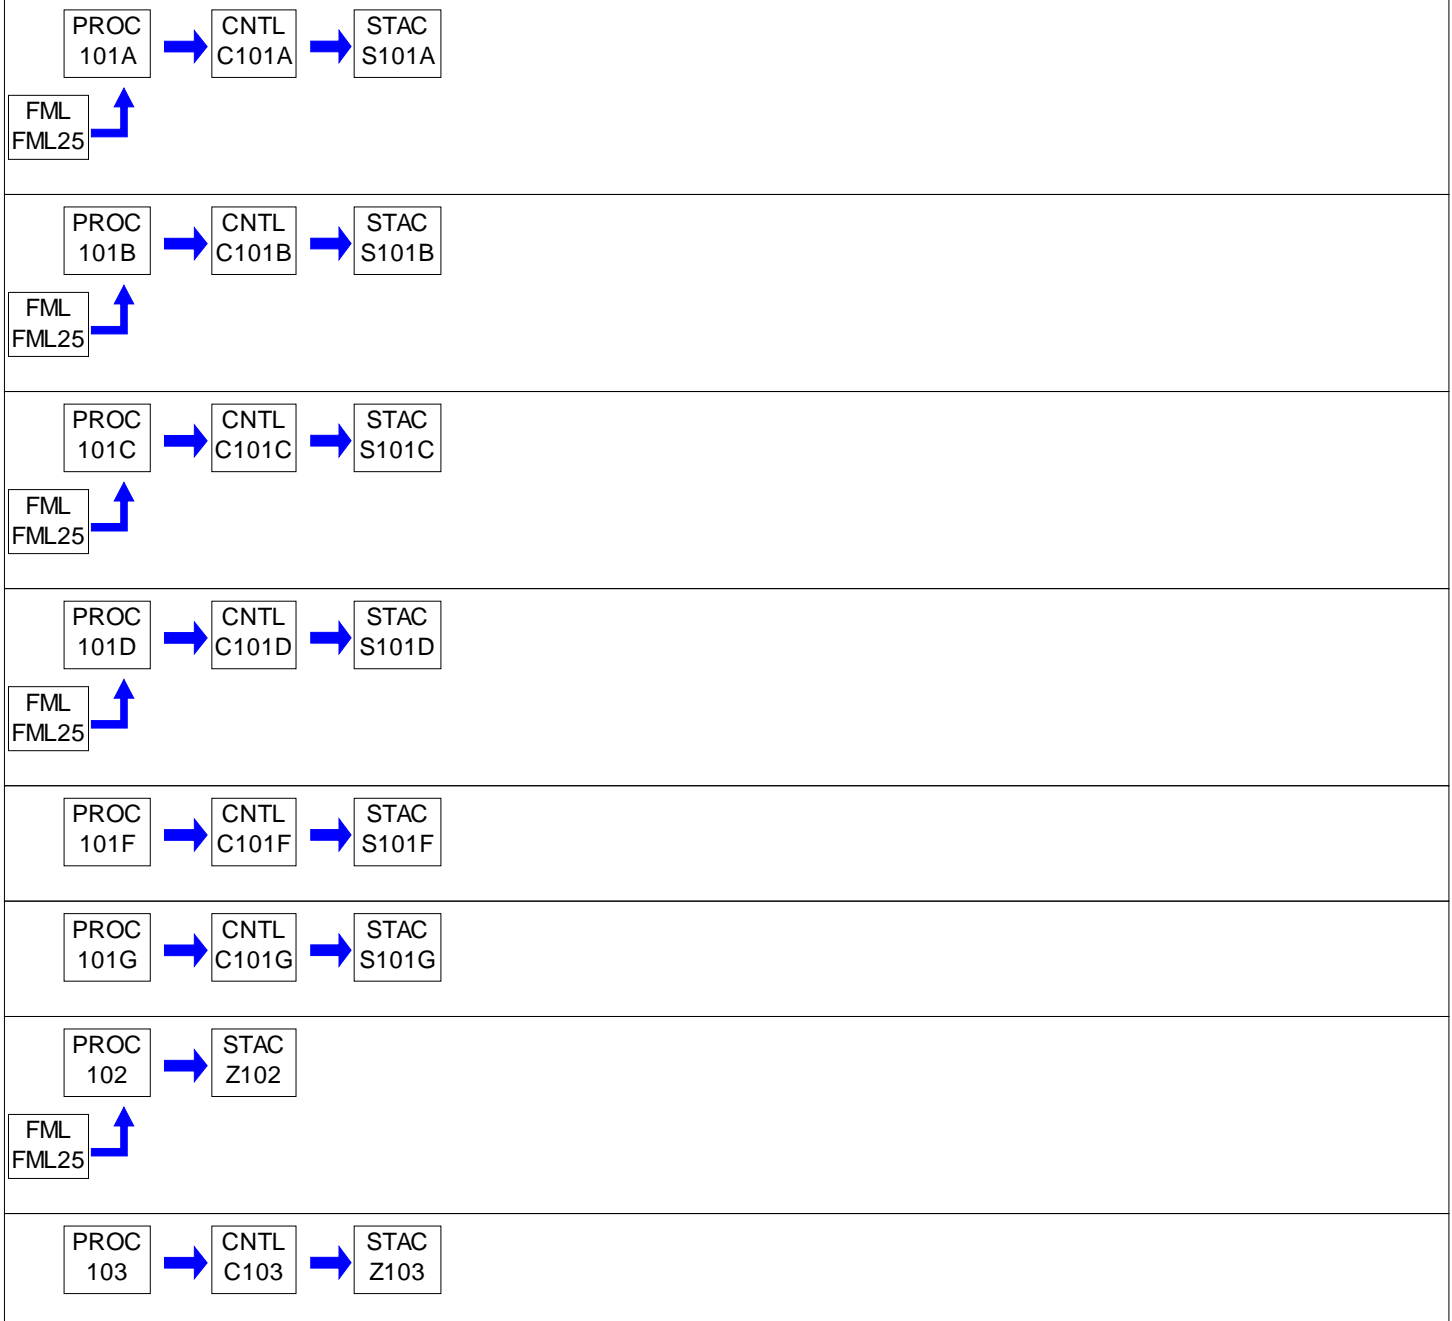 PROC CNTL STAC
101A C101A S101A
FML
FML25
PROC CNTL STAC
101B C101B S101B
FML
FML25
PROC CNTL STAC
101C C101C S101C
FML
FML25
PROC CNTL STAC
101D C101D S101D
FML
FML25
PROC CNTL STAC
101F C101F S101F
PROC CNTL STAC
101G C101G S101G
PROC STAC
102 Z102
FML
FML25
PROC CNTL STAC
103 C103 Z103